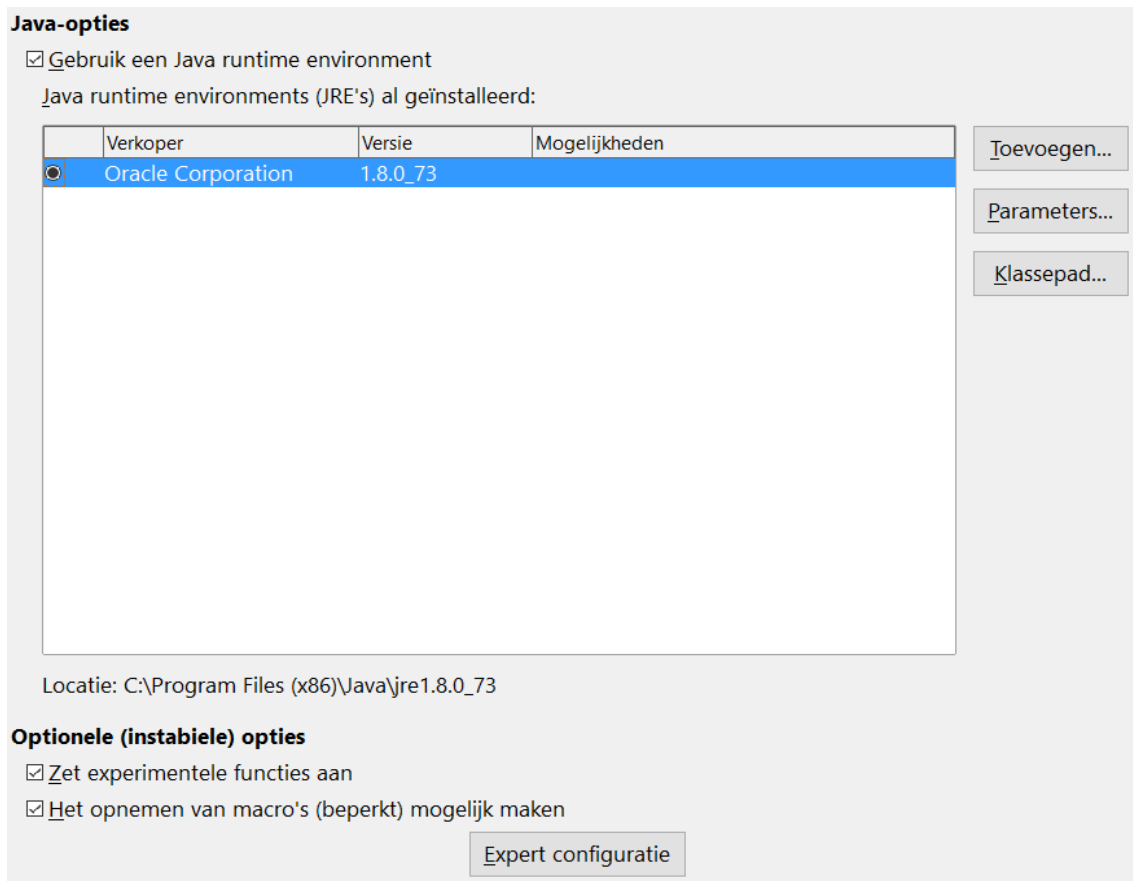 Java-opties
Gebruik een Java runtime environment
Java runtime environments (JRE's) al geïnstalleerd:
Verkoper Versie Mogelijkheden
Oracle Corporation 1.8.0_73
Toevoegen...
Parameters...
Klassepad...
Locatie: C:\Program Files (x86)\Java\jre1.8.0_73
Optionele (instabiele) opties
Zet experimentele functies aan
Het opnemen van macro's (beperkt) mogelijk maken
Expert configuratie